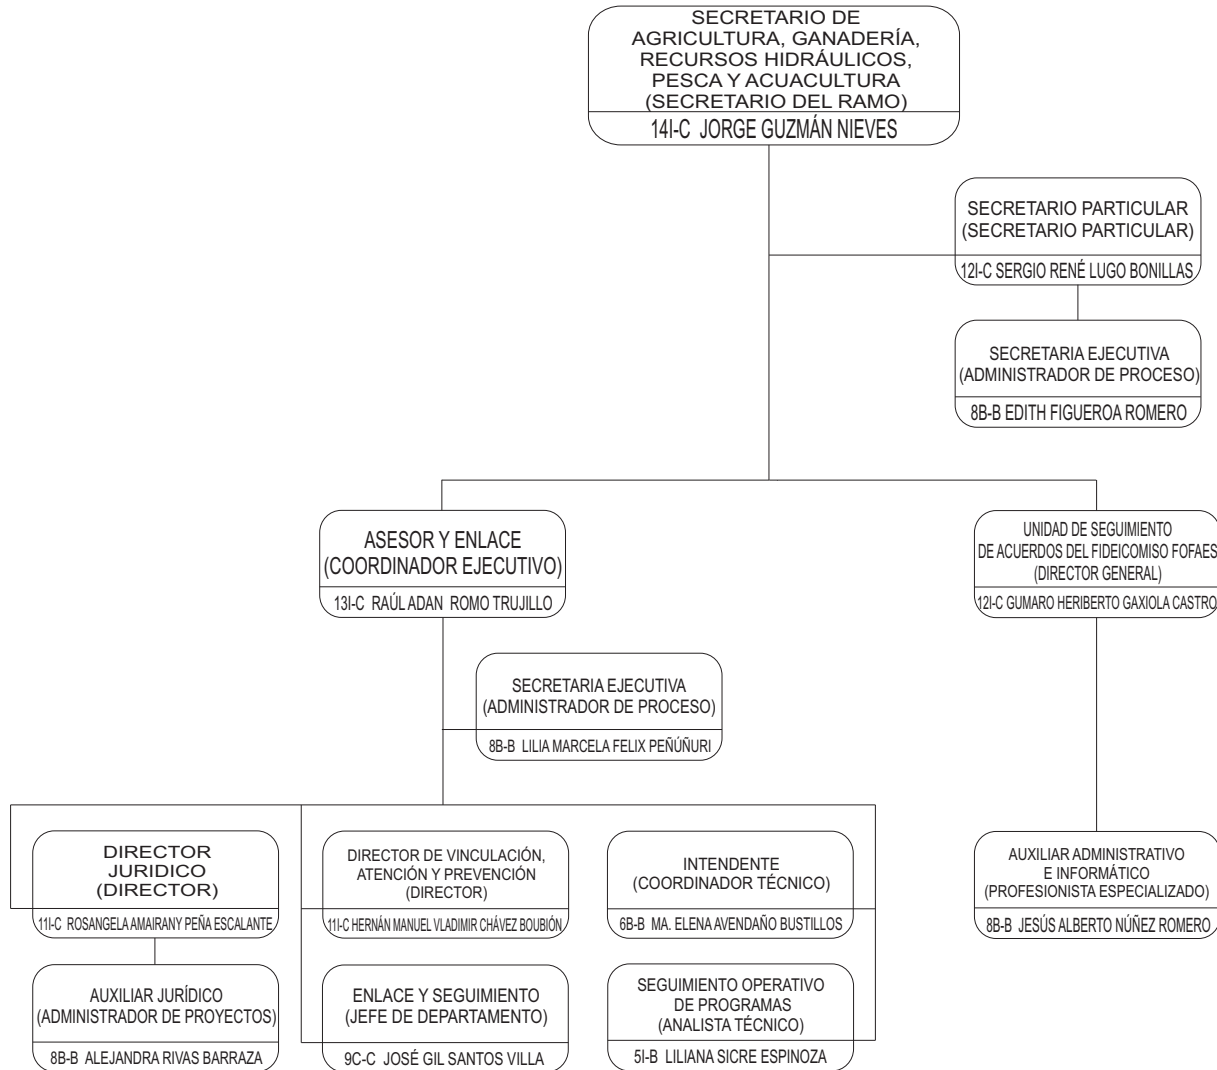 SECRETARIO DE
AGRICULTURA, GANADERÍA,
RECURSOS HIDRÁULICOS,
PESCA Y ACUACULTURA
(SECRETARIO DEL RAMO)
14I-C JORGE GUZMÁN NIEVES
SECRETARIO PARTICULAR
(SECRETARIO PARTICULAR)
12I-C SERGIO RENÉ LUGO BONILLAS
SECRETARIA EJECUTIVA
(ADMINISTRADOR DE PROCESO)
8B-B EDITH FIGUEROA ROMERO
ASESOR Y ENLACE
(COORDINADOR EJECUTIVO)
13I-C RAÚL ADAN ROMO TRUJILLO
UNIDAD DE SEGUIMIENTO
DE ACUERDOS DEL FIDEICOMISO FOFAES
(DIRECTOR GENERAL)
12I-C GUMARO HERIBERTO GAXIOLA CASTRO
SECRETARIA EJECUTIVA
(ADMINISTRADOR DE PROCESO)
8B-B LILIA MARCELA FELIX PEÑÚÑURI
DIRECTOR
JURIDICO
(DIRECTOR)
11I-C ROSANGELA AMAIRANY PEÑA ESCALANTE
DIRECTOR DE VINCULACIÓN,
ATENCIÓN Y PREVENCIÓN
(DIRECTOR)
11I-C HERNÁN MANUEL VLADIMIR CHÁVEZ BOUBIÓN
INTENDENTE
(COORDINADOR TÉCNICO)
6B-B MA. ELENA AVENDAÑO BUSTILLOS
AUXILIAR ADMINISTRATIVO
E INFORMÁTICO
(PROFESIONISTA ESPECIALIZADO)
8B-B JESÚS ALBERTO NÚÑEZ ROMERO
AUXILIAR JURÍDICO
(ADMINISTRADOR DE PROYECTOS)
8B-B ALEJANDRA RIVAS BARRAZA
ENLACE Y SEGUIMIENTO
(JEFE DE DEPARTAMENTO)
9C-C JOSÉ GIL SANTOS VILLA
SEGUIMIENTO OPERATIVO
DE PROGRAMAS
(ANALISTA TÉCNICO)
5I-B LILIANA SICRE ESPINOZA